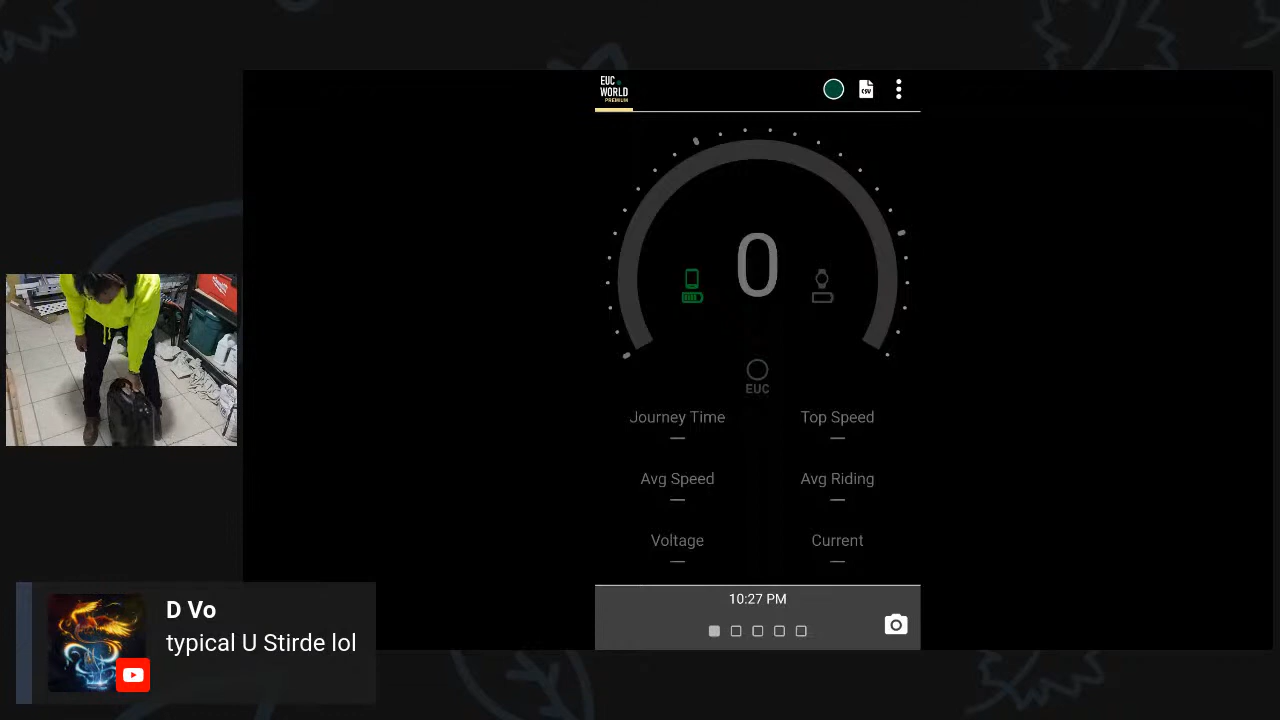 EUC
WORLD
PREMIUM
CSV
0
EUC
Journey Time
Top Speed
—
—
Avg Speed
Avg Riding
—
—
Voltage
Current
—
—
10:27 PM
D Vo
typical U Stirde lol